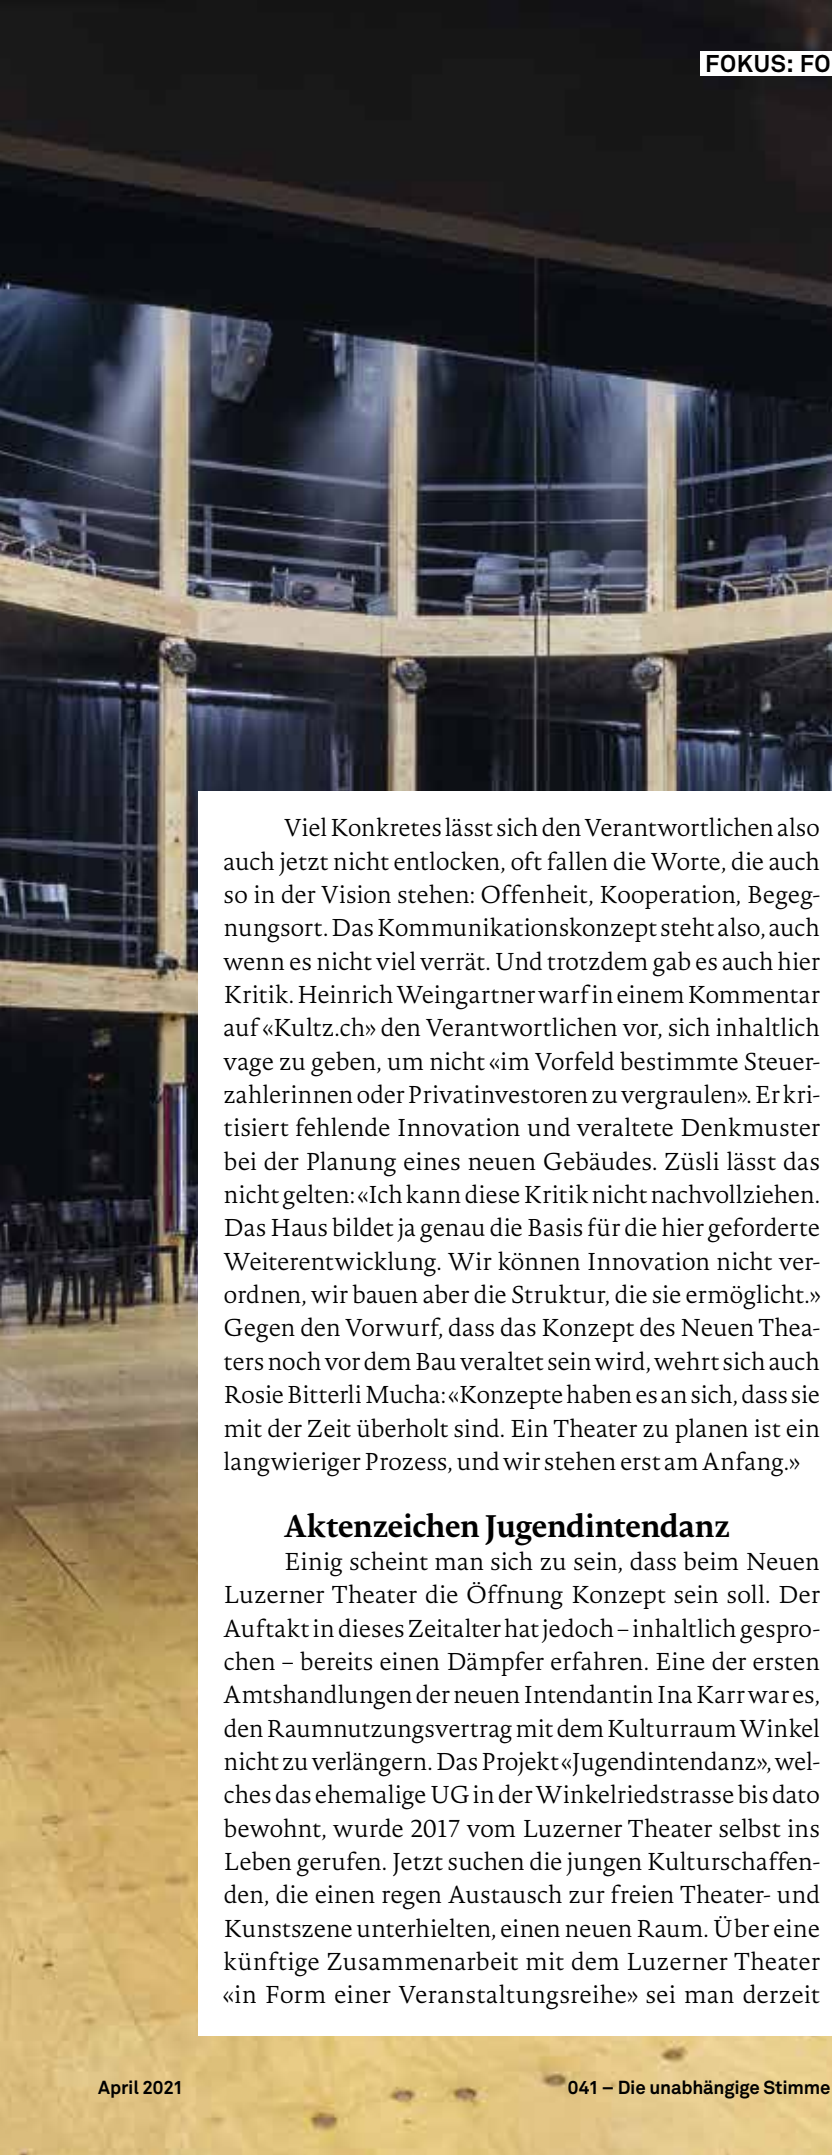 FOKUS: FO
Viel Konkretes lässt sich den Verantwortlichen also
auch jetzt nicht entlocken, oft fallen die Worte, die auch
so in der Vision stehen: Offenheit, Kooperation, Begeg-
nungsort. Das Kommunikationskonzept steht also, auch
wenn es nicht viel verrät. Und trotzdem gab es auch hier
Kritik. Heinrich Weingartner warf in einem Kommentar
auf «Kultz.ch» den Verantwortlichen vor, sich inhaltlich
vage zu geben, um nicht «im Vorfeld bestimmte Steuer-
zahlerinnen oder Privatinvestoren zu vergraulen». Er kri-
tisiert fehlende Innovation und veraltete Denkmuster
bei der Planung eines neuen Gebäudes. Züsli lässt das
nicht gelten: «Ich kann diese Kritik nicht nachvollziehen.
Das Haus bildet ja genau die Basis für die hier geforderte
Weiterentwicklung. Wir können Innovation nicht ver-
ordnen, wir bauen aber die Struktur, die sie ermöglicht.»
Gegen den Vorwurf, dass das Konzept des Neuen Thea-
ters noch vor dem Bau veraltet sein wird, wehrt sich auch
Rosie Bitterli Mucha: «Konzepte haben es an sich, dass sie
mit der Zeit überholt sind. Ein Theater zu planen ist ein
langwieriger Prozess, und wir stehen erst am Anfang.»
Aktenzeichen Jugendintendanz
Einig scheint man sich zu sein, dass beim Neuen
Luzerner Theater die Öffnung Konzept sein soll. Der
Auftakt in dieses Zeitalter hat jedoch – inhaltlich gespro-
chen – bereits einen Dämpfer erfahren. Eine der ersten
Amtshandlungen der neuen Intendantin Ina Karr war es,
den Raumnutzungsvertrag mit dem Kulturraum Winkel
nicht zu verlängern. Das Projekt «Jugendintendanz», wel-
ches das ehemalige UG in der Winkelriedstrasse bis dato
bewohnt, wurde 2017 vom Luzerner Theater selbst ins
Leben gerufen. Jetzt suchen die jungen Kulturschaffen-
den, die einen regen Austausch zur freien Theater- und
Kunstszene unterhielten, einen neuen Raum. Über eine
künftige Zusammenarbeit mit dem Luzerner Theater
«in Form einer Veranstaltungsreihe» sei man derzeit
April 2021
041 – Die unabhängige Stimme